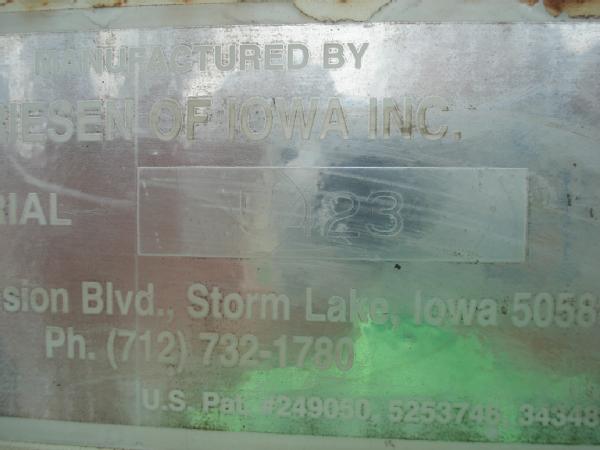 MANUFACTURED BY
IESEN OF IOWA INC.
RIAL 23
sion Blvd., Storm Lake, Iowa 5058
Ph. (712) 732-1780
U.S. Pat. #249050, 5253746, 34348